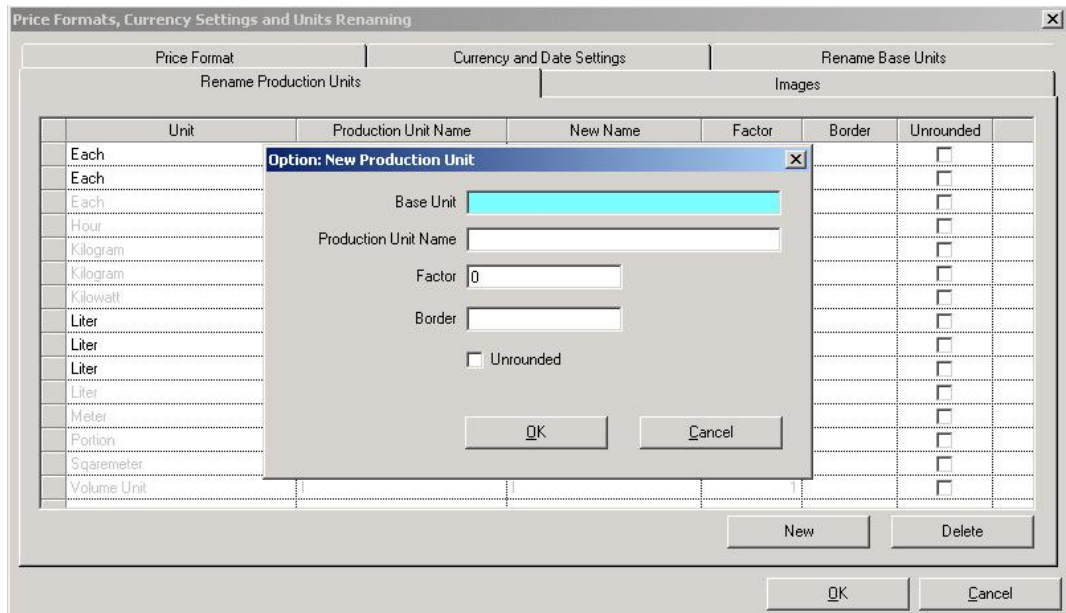 Price Formats, Currency Settings and Units Renaming
Price Format Currency and Date Settings Rename Base Units
Rename Production Units Images
Unit Production Unit Name New Name Factor Border Unrounded
Each
Each
Each
Hour
Kilogram
Kilogram
Kilowatt
Liter
Liter
Liter
Liter
Meter
Portion
Sqaremeter
Volume Unit 1
Option: New Production Unit
Base Unit
Production Unit Name
Factor 0
Border
Unrounded
OK Cancel
New Delete
OK Cancel